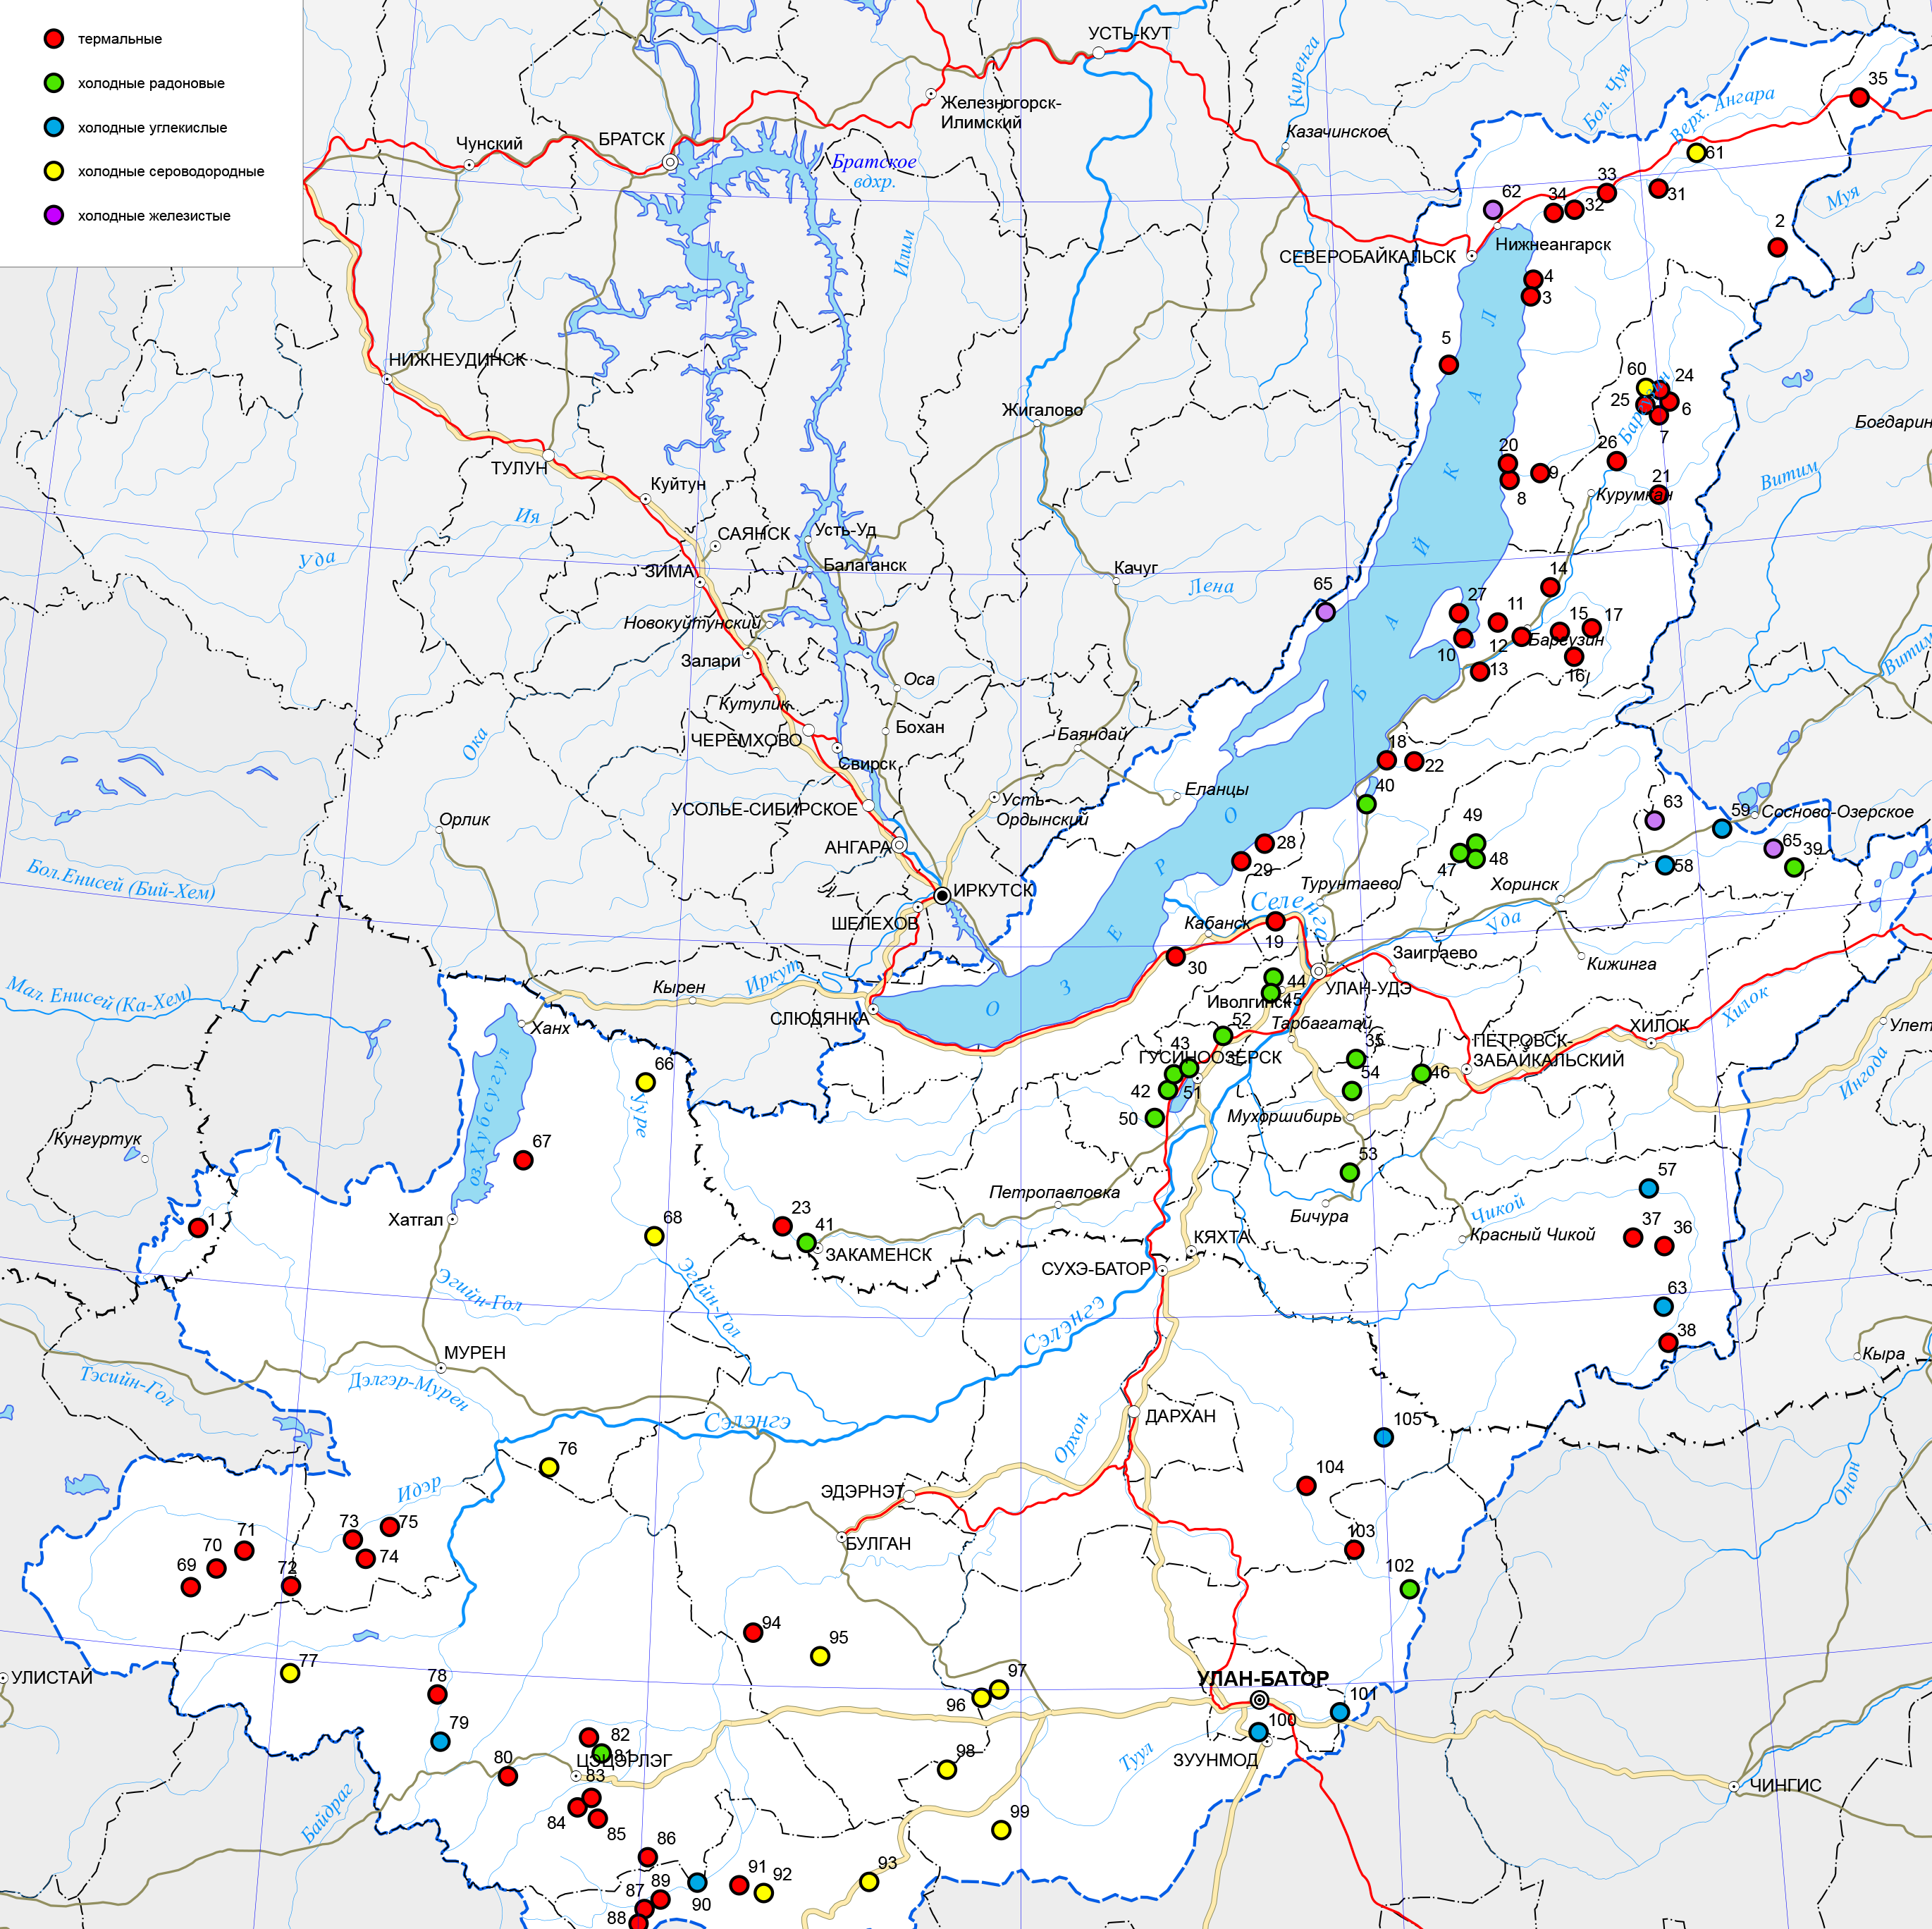 термальные
холодные радоновые
холодные углекислые
холодные сероводородные
холодные железистые
УСТЬ-КУТ
Железногорск-
Илимский
БРАТСК
Чунский
Братское
вдхр.
Илим
Киренга
Казачинское
Бол. Чуя
Верх. Ангара
35
61
31
33
34
32
62
Муя
2
Нижнеангарск
СЕВЕРОБАЙКАЛЬСК
4
3
5
НИЖНЕУДИНСК
Жигалово
60
24
25
6
7
Богдарин
ТУЛУН
Куйтун
20
9
8
26
21
Курумкан
Витим
Ия
Уда
САЯНСК
Усть-Уд
ЗИМА
Балаганск
Качуг
Лена
65
27
11
14
15
17
10
12
Баргузин
13
16
Витим
Новокуйтунский
Залари
Оса
Кутулик
Бохан
ЧЕРЕМХОВО
Свирск
Баяндай
Ока
18
22
40
Еланцы
Усть-
Ордынский
УСОЛЬЕ-СИБИРСКОЕ
Орлик
АНГАРА
63
59
Сосново-Озерское
49
47
48
58
65
39
28
29
Бол.Енисей (Бий-Хем)
ИРКУТСК
ШЕЛЕХОВ
Турунтаево
Хоринск
Селенга
Уда
Кабанск
19
30
Заиграево
Кижинга
О З Е Р О Б А Й К А Л
Мал. Енисей (Ка-Хем)
Кырен
Иркут
СЛЮДЯНКА
44
45
Иволгинск
УЛАН-УДЭ
Ханх
52
Тарбагатай
43
ГУСИНООЗЕРСК
ПЕТРОВСК-
ЗАБАЙКАЛЬСКИЙ
ХИЛОК
Хилок
Улет
Ингода
66
Ууре
54
46
42
51
50
Мухоршибирь
оз. Хубсугул
Кунгуртук
67
53
57
Петропавловка
Бичура
Чикой
Красный Чикой
37
36
1
Хатгал
68
23
41
ЗАКАМЕНСК
КЯХТА
СУХЭ-БАТОР
Эгийн-Гол
Эгийн-Гол
63
38
Кыра
Сэлэнгэ
МУРЕН
Тэсийн-Гол
Дэлгэр-Мурен
Сэлэнгэ
ДАРХАН
Орхон
105
76
Идэр
ЭДЭРНЭТ
104
Онон
БУЛГАН
73
75
74
71
70
69
72
103
102
94
95
77
УЛИСТАЙ
78
79
97
96
УЛАН-БАТОР
101
100
ЗУУНМОД
Туул
98
82
81
ЦЭЦЭРЛЭГ
80
83
84
85
Байдраг
ЧИНГИС
99
86
91
92
93
87
89
90
88